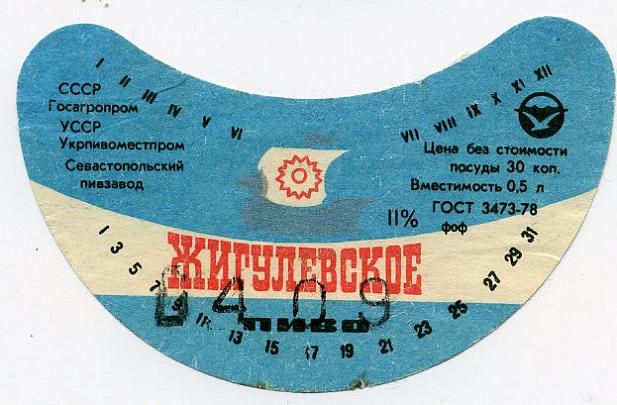 I II III IV V VI VII VIII IX X XI XII
СССР
Госагропром
УССР
Укрпивоместпром
Севастопольский
пивзавод
Цена без стоимости
посуды 30 коп.
Вместимость 0,5 л
11% ГОСТ 3473-78
фоф
ЖИГУЛЕВСКОЕ
ПИВО
1 3 5 7 9 11 13 15 17 19 21 23 25 27 29 31